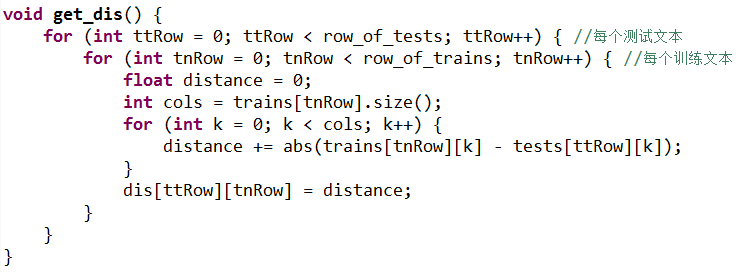 void get_dis() {
    for (int ttRow = 0; ttRow < row_of_tests; ttRow++) { //每个测试文本
        for (int tnRow = 0; tnRow < row_of_trains; tnRow++) { //每个训练文本
            float distance = 0;
            int cols = trains[tnRow].size();
            for (int k = 0; k < cols; k++) {
                distance += abs(trains[tnRow][k] - tests[ttRow][k]);
            }
            dis[ttRow][tnRow] = distance;
        }
    }
}